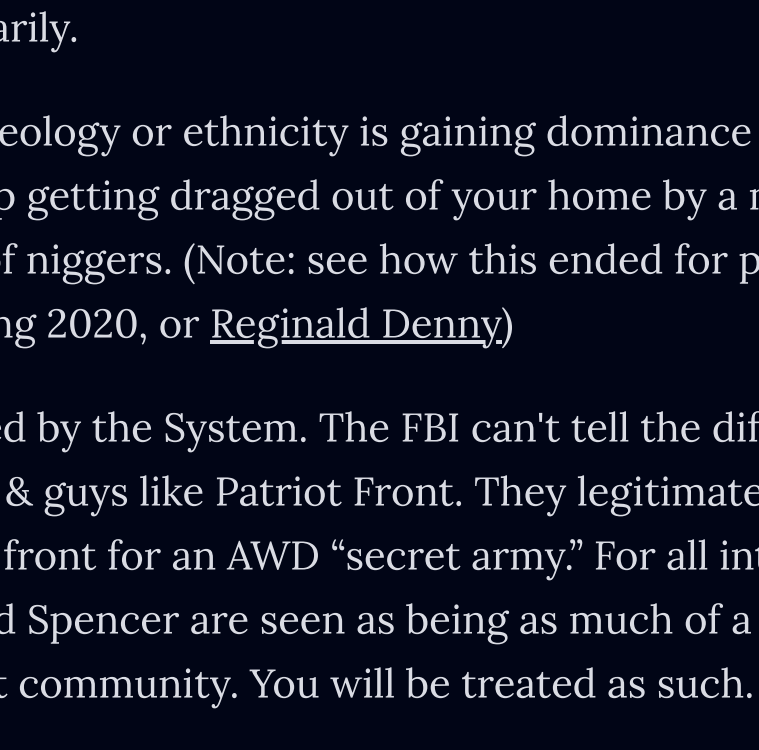 arily.
eology or ethnicity is gaining dominance
p getting dragged out of your home by a r
of niggers. (Note: see how this ended for p
ng 2020, or Reginald Denny)
ed by the System. The FBI can't tell the dif
& guys like Patriot Front. They legitimate
front for an AWD “secret army.” For all int
d Spencer are seen as being as much of a
t community. You will be treated as such.